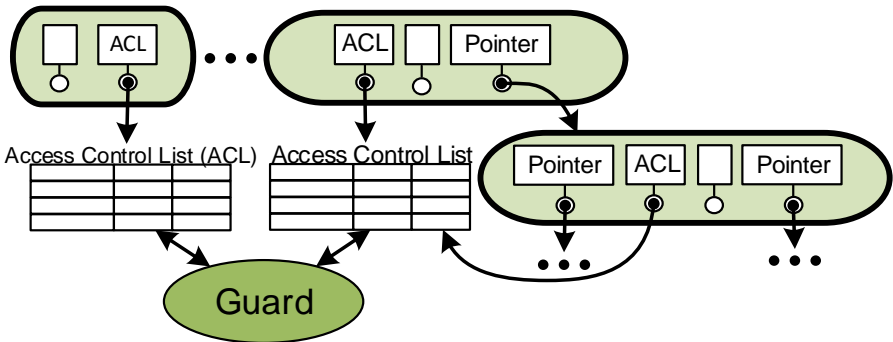 ACL
ACL
Pointer
Access Control List (ACL)
Access Control List
Pointer
ACL
Pointer
Guard